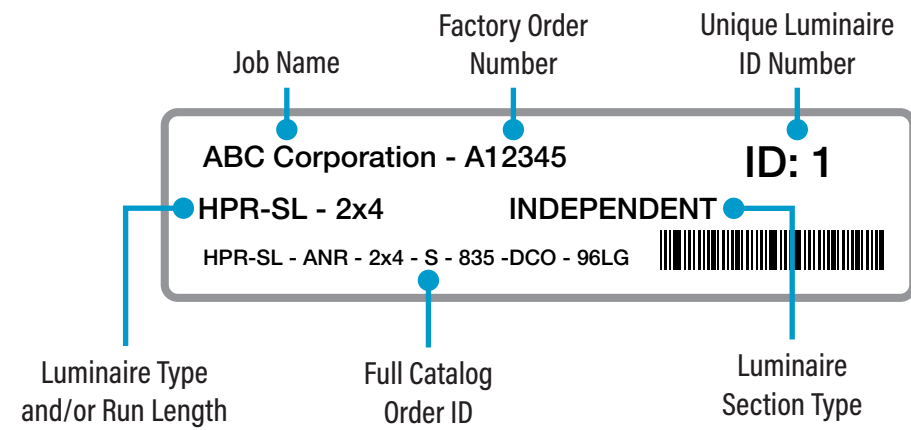 Job Name
Factory Order
Number
Unique Luminaire
ID Number
ABC Corporation - A12345
ID: 1
HPR-SL - 2x4
INDEPENDENT
HPR-SL - ANR - 2x4 - S - 835 -DCO - 96LG
Luminaire Type
and/or Run Length
Full Catalog
Order ID
Luminaire
Section Type